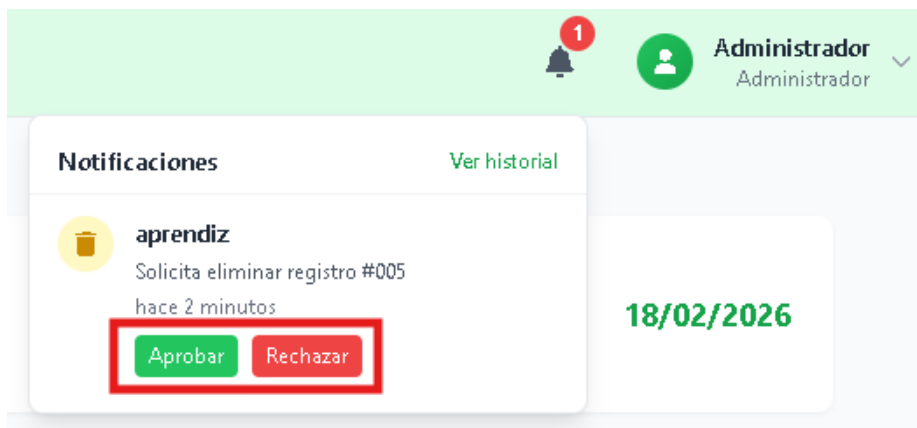 1
Administrador
Administrador
Notificaciones
Ver historial
aprendiz
Solicita eliminar registro #005
hace 2 minutos
18/02/2026
Aprobar
Rechazar